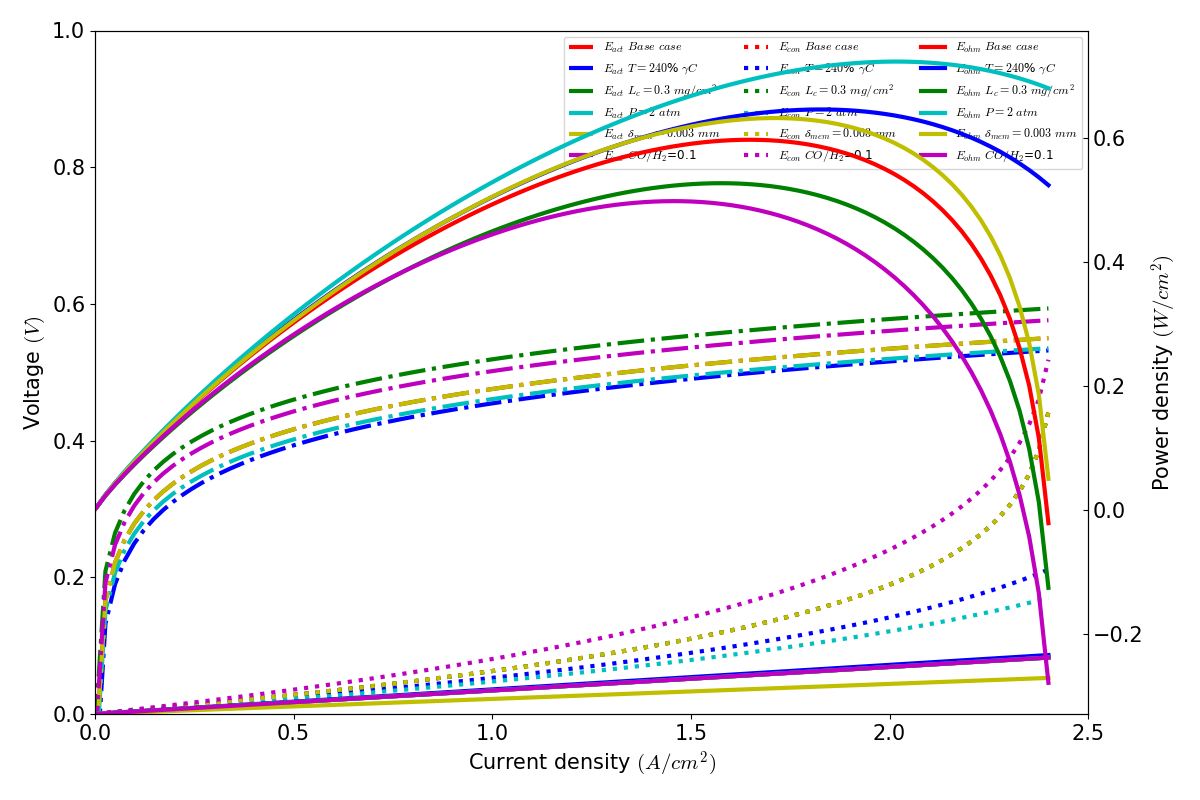 1.0
0.8
0.6
0.4
0.2
0.0
Voltage (V)
E_act Base case
E_act T = 240% γC
E_act L_c = 0.3 mg/cm²
E_act P = 2 atm
E_act δ_mem = 0.003 mm
CO/H₂=0.1
E_con Base case
E_con T = 240% γC
E_con L_c = 0.3 mg/cm²
E_con P = 2 atm
E_con δ_mem = 0.003 mm
E_con CO/H₂=0.1
E_ohm Base case
E_ohm T = 240% γC
E_ohm L_c = 0.3 mg/cm²
E_ohm P = 2 atm
E_ohm δ_mem = 0.003 mm
E_ohm CO/H₂=0.1
0.6
0.4
0.2
0.0
−0.2
Power density (W/cm²)
0.0 0.5 1.0 1.5 2.0 2.5
Current density (A/cm²)